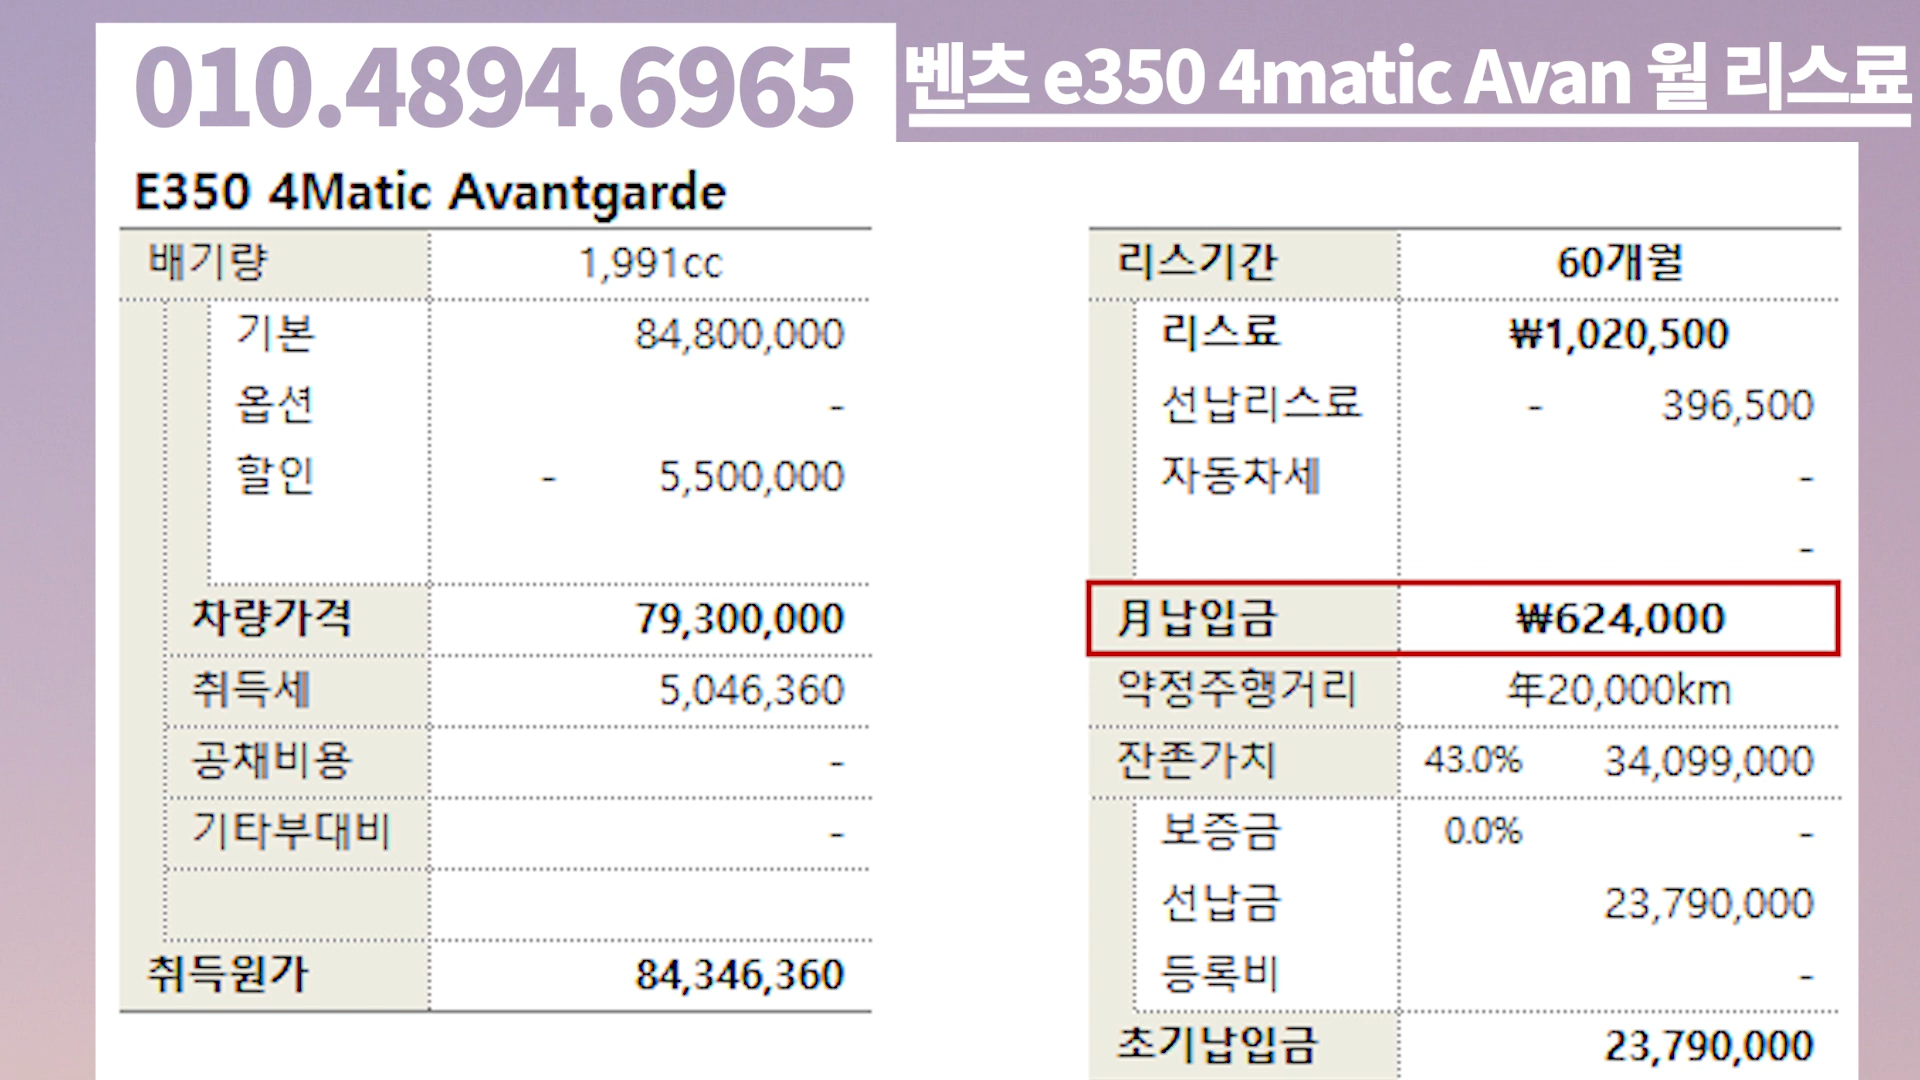 010.4894.6965
벤츠 e350 4matic Avan 월 리스료
E350 4Matic Avantgarde
배기량 1,991cc
기본 84,800,000
옵션 -
할인 - 5,500,000
차량가격 79,300,000
취득세 5,046,360
공채비용 -
기타부대비 -
취득원가 84,346,360
리스기간 60개월
리스료 ₩1,020,500
선납리스료 - 396,500
자동차세 -
-
月납입금 ₩624,000
약정주행거리 年20,000km
잔존가치 43.0% 34,099,000
보증금 0.0% -
선납금 23,790,000
등록비 -
초기납입금 23,790,000